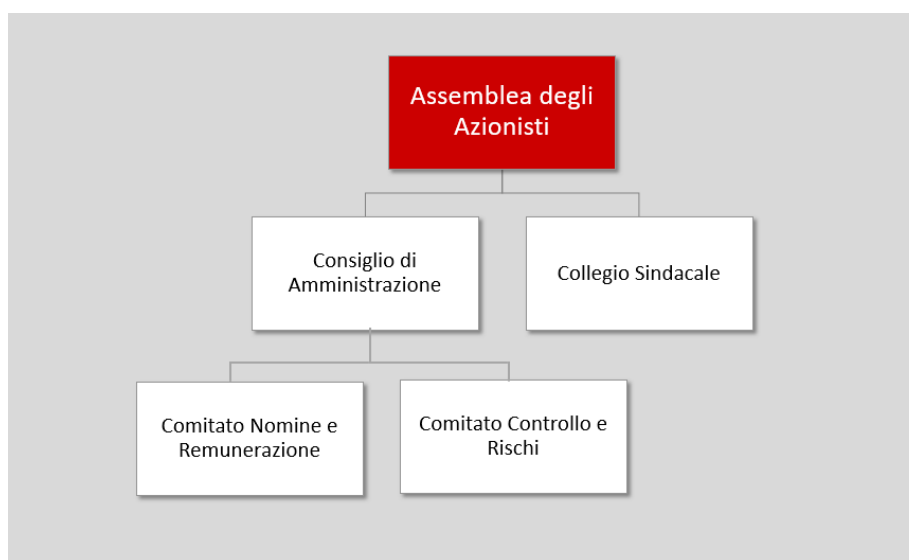 Assemblea degli
Azionisti
Consiglio di
Amministrazione
Collegio Sindacale
Comitato Nomine e
Remunerazione
Comitato Controllo e
Rischi